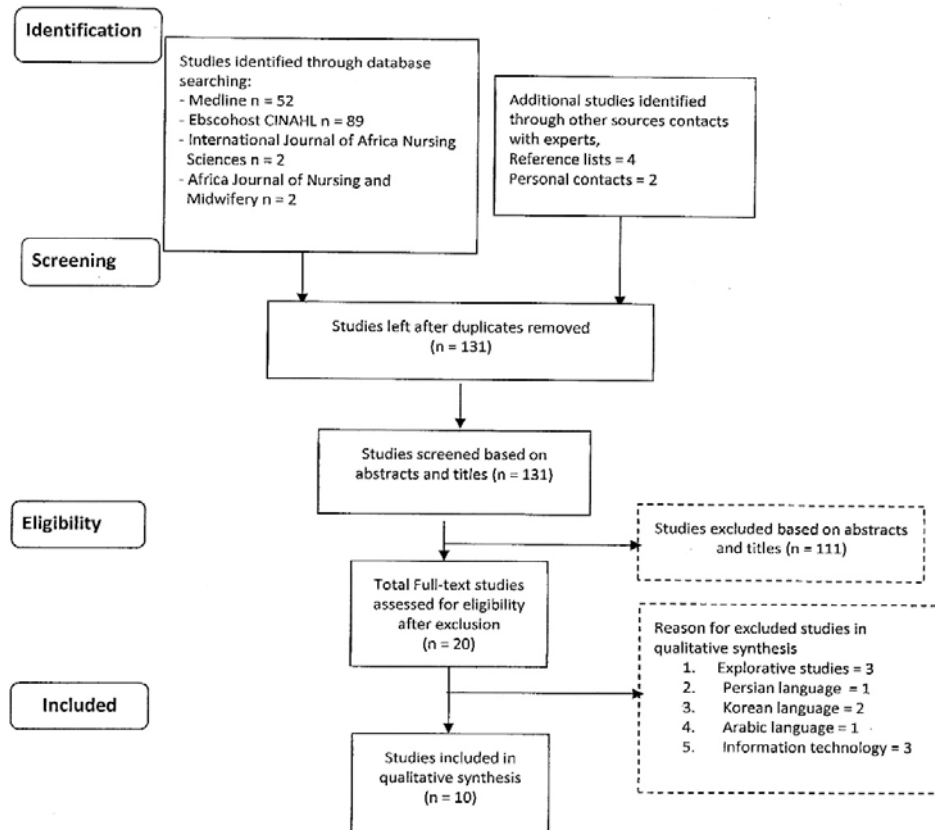 Identification
Studies identified through database
searching:
- Medline n = 52
- Ebscohost CINAHL n = 89
- International Journal of Africa Nursing
Sciences n = 2
- Africa Journal of Nursing and
Midwifery n = 2
Additional studies identified
through other sources contacts
with experts,
Reference lists = 4
Personal contacts = 2
Screening
Studies left after duplicates removed
(n = 131)
Studies screened based on
abstracts and titles (n = 131)
Eligibility
Studies excluded based on abstracts
and titles (n = 111)
Total Full-text studies
assessed for eligibility
after exclusion
(n = 20)
Reason for excluded studies in
qualitative synthesis
1. Explorative studies = 3
2. Persian language = 1
3. Korean language = 2
4. Arabic language = 1
5. Information technology = 3
Included
Studies included in
qualitative synthesis
(n = 10)